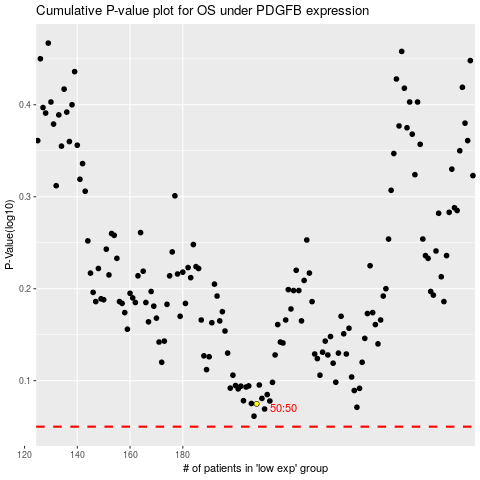 Cumulative P-value plot for OS under PDGFB expression
P-Value(log10)
0.4
0.3
0.2
0.1
50:50
120 140 160 180
# of patients in 'low exp' group